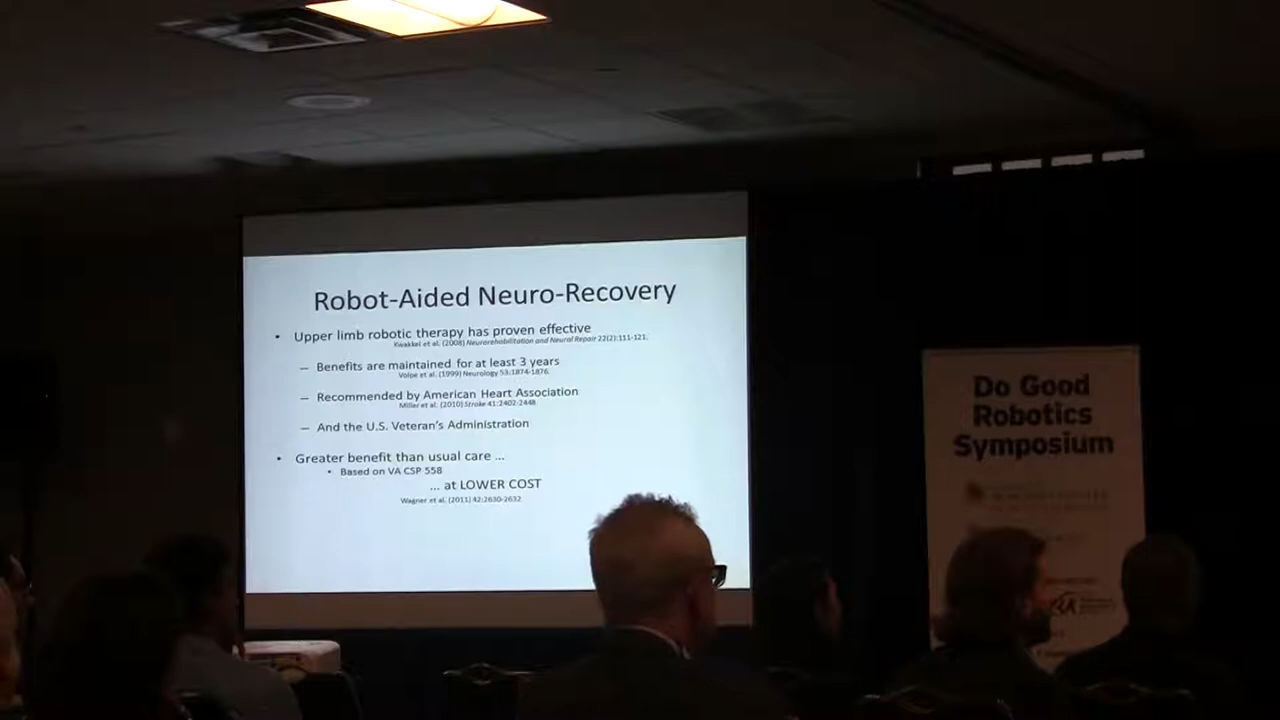 Robot-Aided Neuro-Recovery
• Upper limb robotic therapy has proven effective
Kwakkel et al. (2008) Neurorehabilitation and Neural Repair 22(2):111-121.
– Benefits are maintained for at least 3 years
Volpe et al. (1999) Neurology 53:1874-1876
– Recommended by American Heart Association
Miller et al. (2010) Stroke 41:2402-2448
– And the U.S. Veteran's Administration
• Greater benefit than usual care ...
• Based on VA CSP 558
... at LOWER COST
Wagner et al. (2011) 42:2630-2632
Do Good
Robotics
Symposium